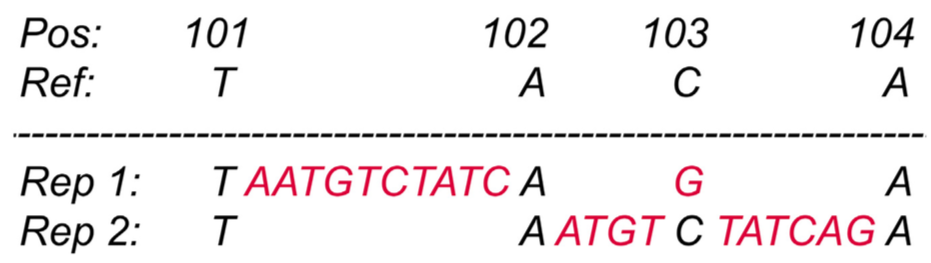 Pos: 101 102 103 104
Ref: T A C A
Rep 1: T AATGTCTATC A G A
Rep 2: T A ATGT C TATCAG A